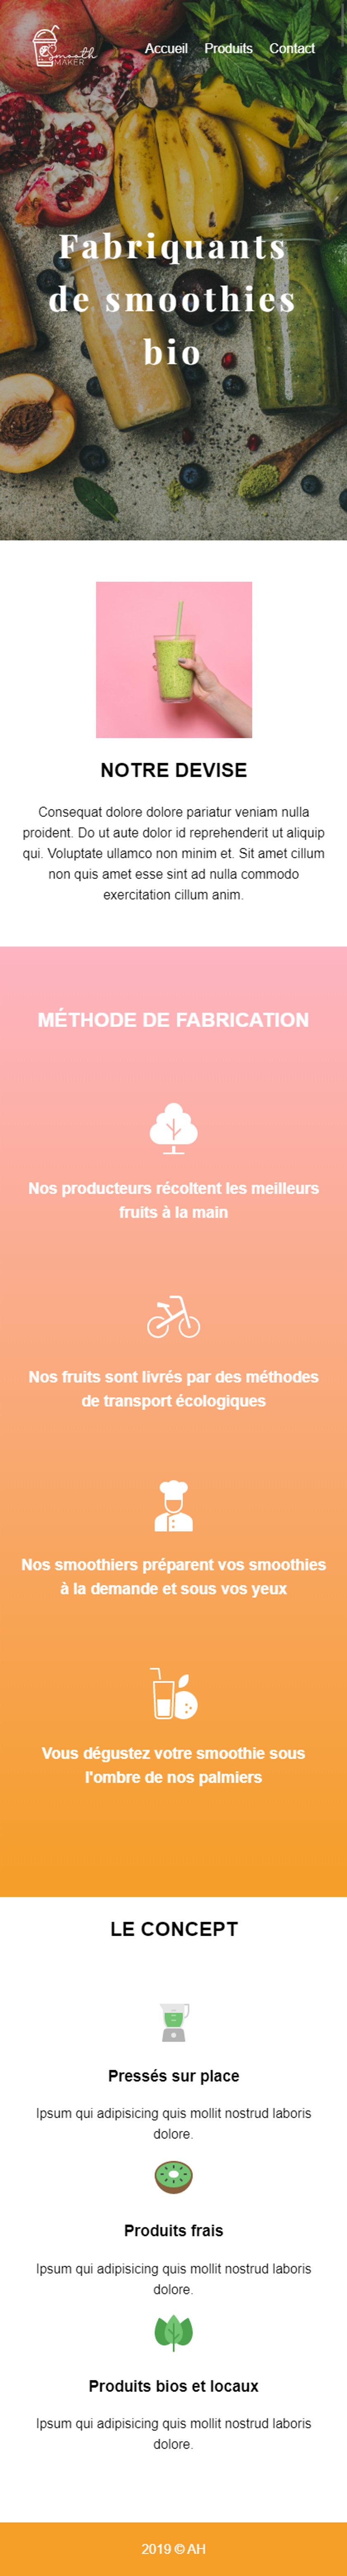 Smooth
MAKER
Accueil Produits Contact
Fabriquants
de smoothies
bio
NOTRE DEVISE
Consequat dolore dolore pariatur veniam nulla
proident. Do ut aute dolor id reprehenderit ut aliquip
qui. Voluptate ullamco non minim et. Sit amet cillum
non quis amet esse sint ad nulla commodo
exercitation cillum anim.
MÉTHODE DE FABRICATION
Nos producteurs récoltent les meilleurs
fruits à la main
Nos fruits sont livrés par des méthodes
de transport écologiques
Nos smoothiers préparent vos smoothies
à la demande et sous vos yeux
Vous dégustez votre smoothie sous
l'ombre de nos palmiers
LE CONCEPT
Pressés sur place
Ipsum qui adipisicing quis mollit nostrud laboris
dolore.
Produits frais
Ipsum qui adipisicing quis mollit nostrud laboris
dolore.
Produits bios et locaux
Ipsum qui adipisicing quis mollit nostrud laboris
dolore.
2019 © AH